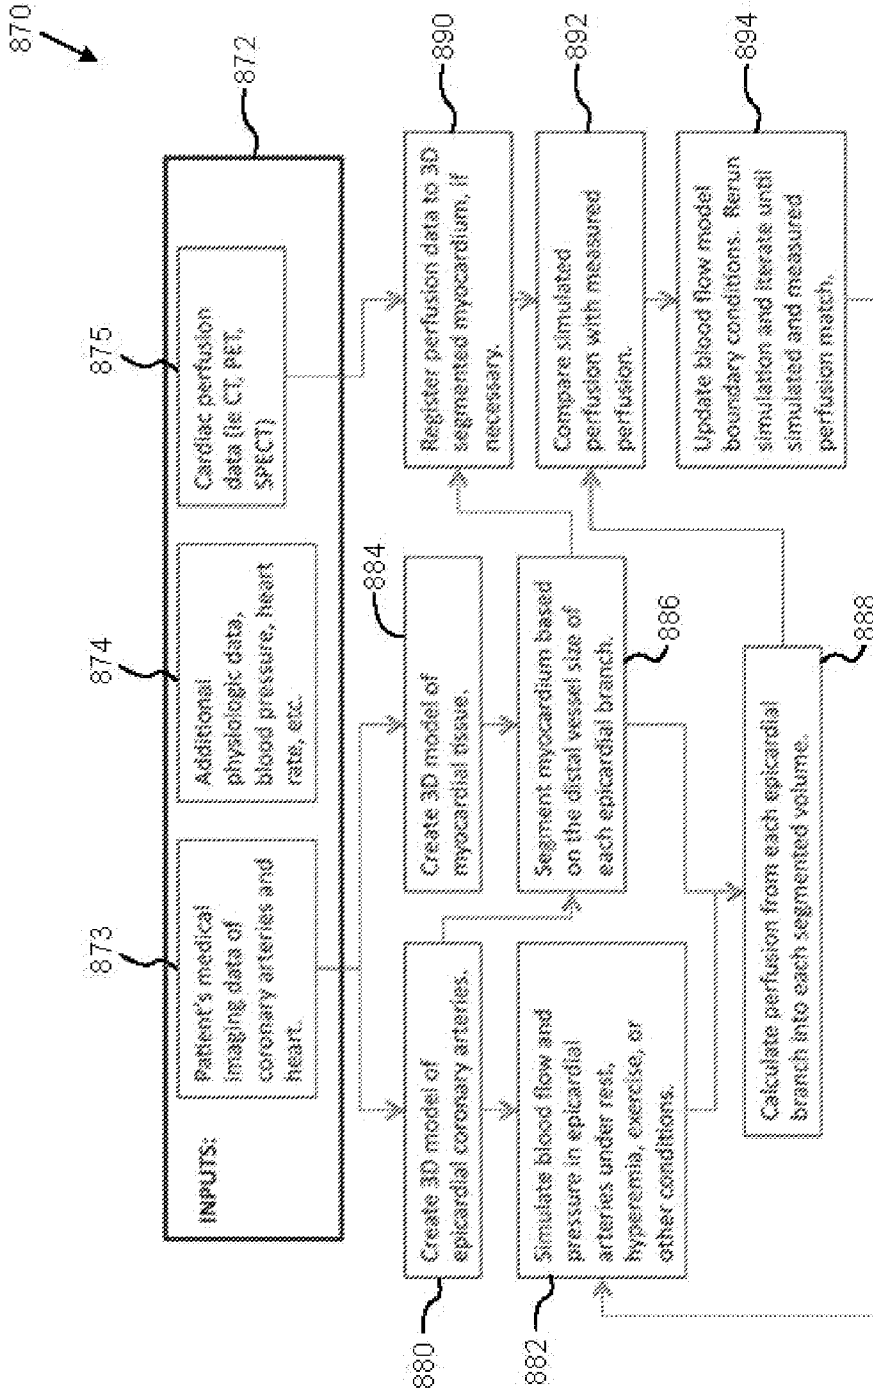 870
872
INPUTS:
873
Patient's medical
imaging data of
coronary arteries and
heart.
874
Additional
physiologic data,
blood pressure, heart
rate, etc.
875
Cardiac perfusion
data (ie CT, PET,
SPECT)
880
Create 3D model of
epicardial coronary arteries.
884
Create 3D model of
myocardial tissue.
890
Register perfusion data to 3D
segmented myocardium, if
necessary.
882
Simulate blood flow and
pressure in epicardial
arteries under rest,
hyperemia, exercise, or
other conditions.
886
Segment myocardium based
on the distal vessel size of
each epicardial branch.
892
Compare simulated
perfusion with measured
perfusion.
888
Calculate perfusion from each epicardial
branch into each segmented volume.
894
Update blood flow model
boundary conditions. Rerun
simulation and iterate until
simulated and measured
perfusion match.